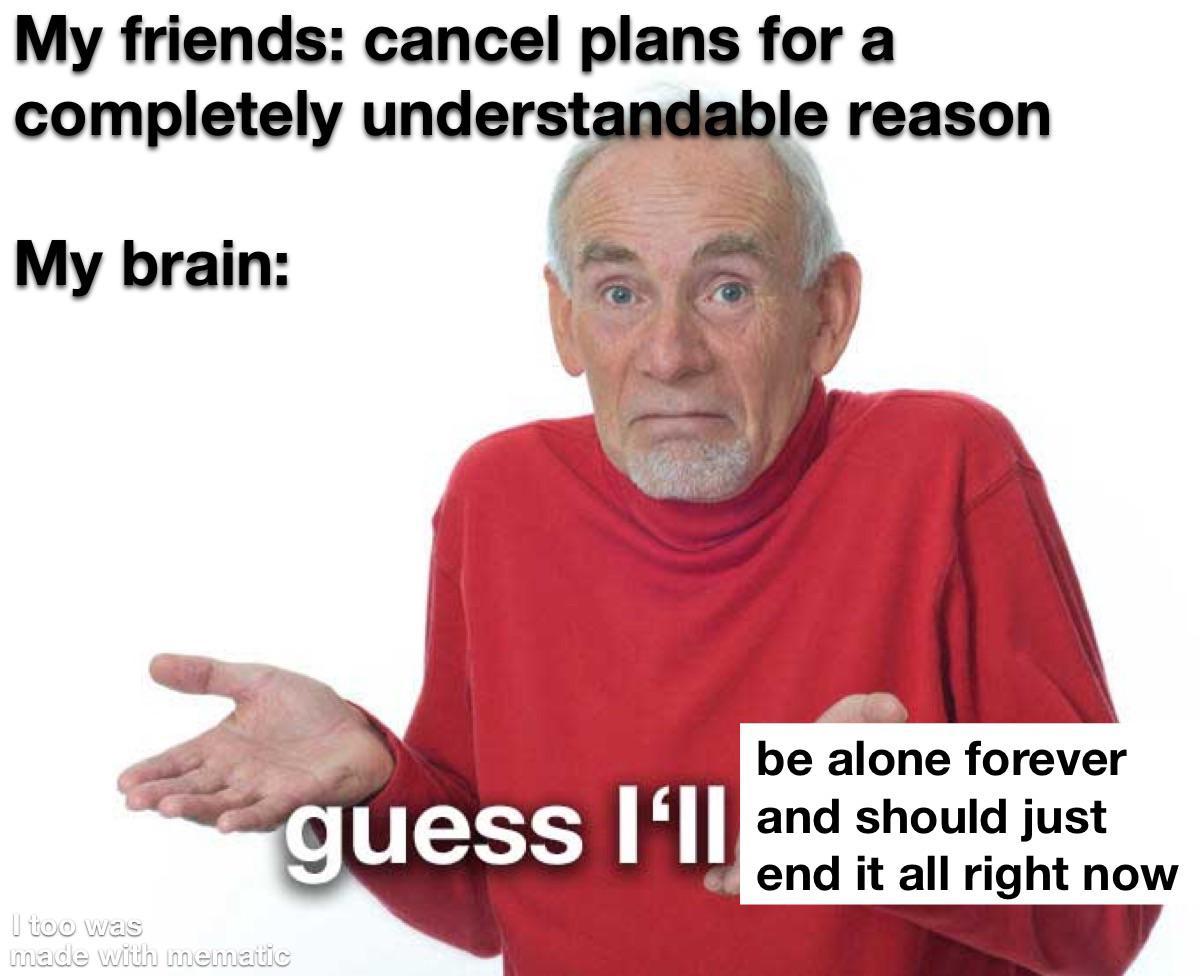 My friends: cancel plans for a
completely understandable reason
My brain:
guess I‘ll
be alone forever
and should just
end it all right now
I too was
made with mematic